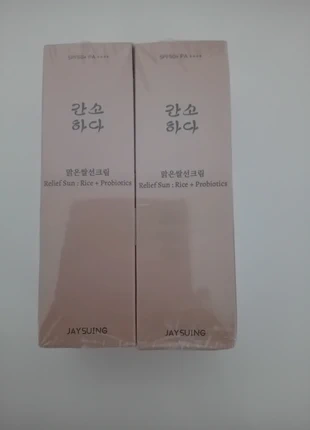 간소
하다
맑은쌀선크림
Relief Sun : Rice + Probiotics
JAYSUING
간소
하다
맑은쌀선크림
Relief Sun : Rice + Probiotics
JAYSUING